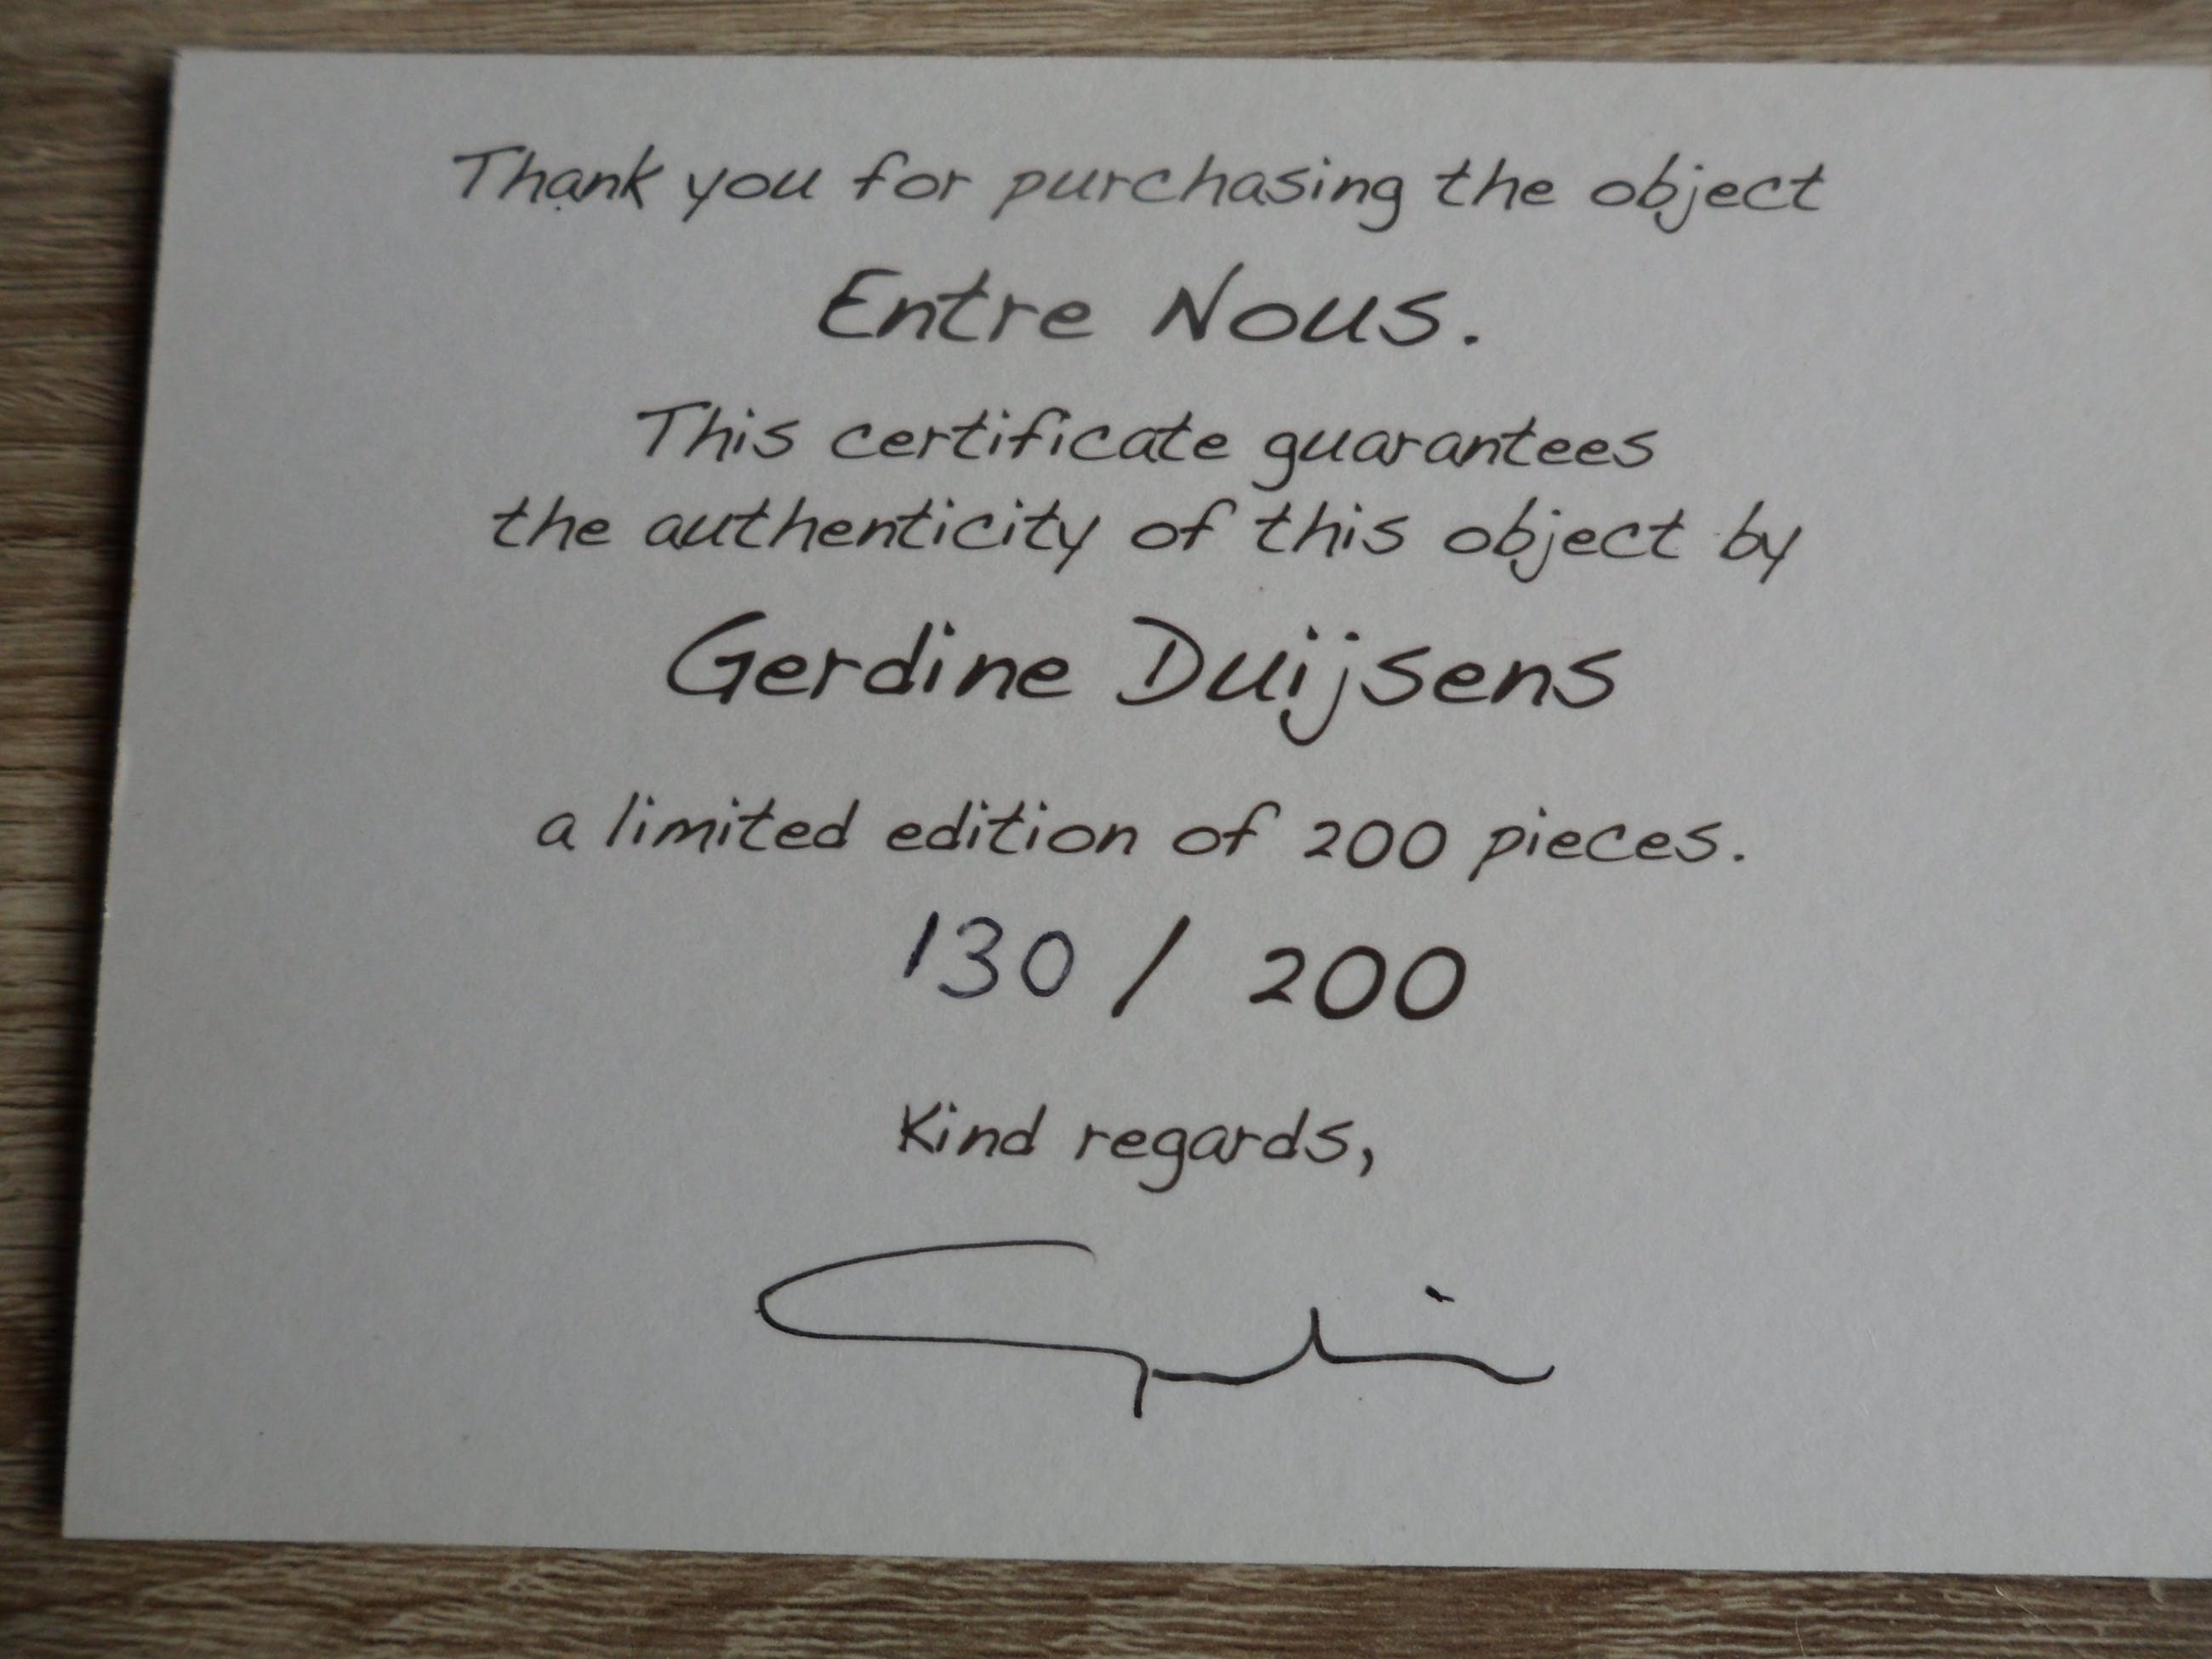 Thank you for purchasing the object
Entre Nous.
This certificate guarantees
the authenticity of this object by
Gerdine Duijsens
a limited edition of 200 pieces.
130 / 200
Kind regards,